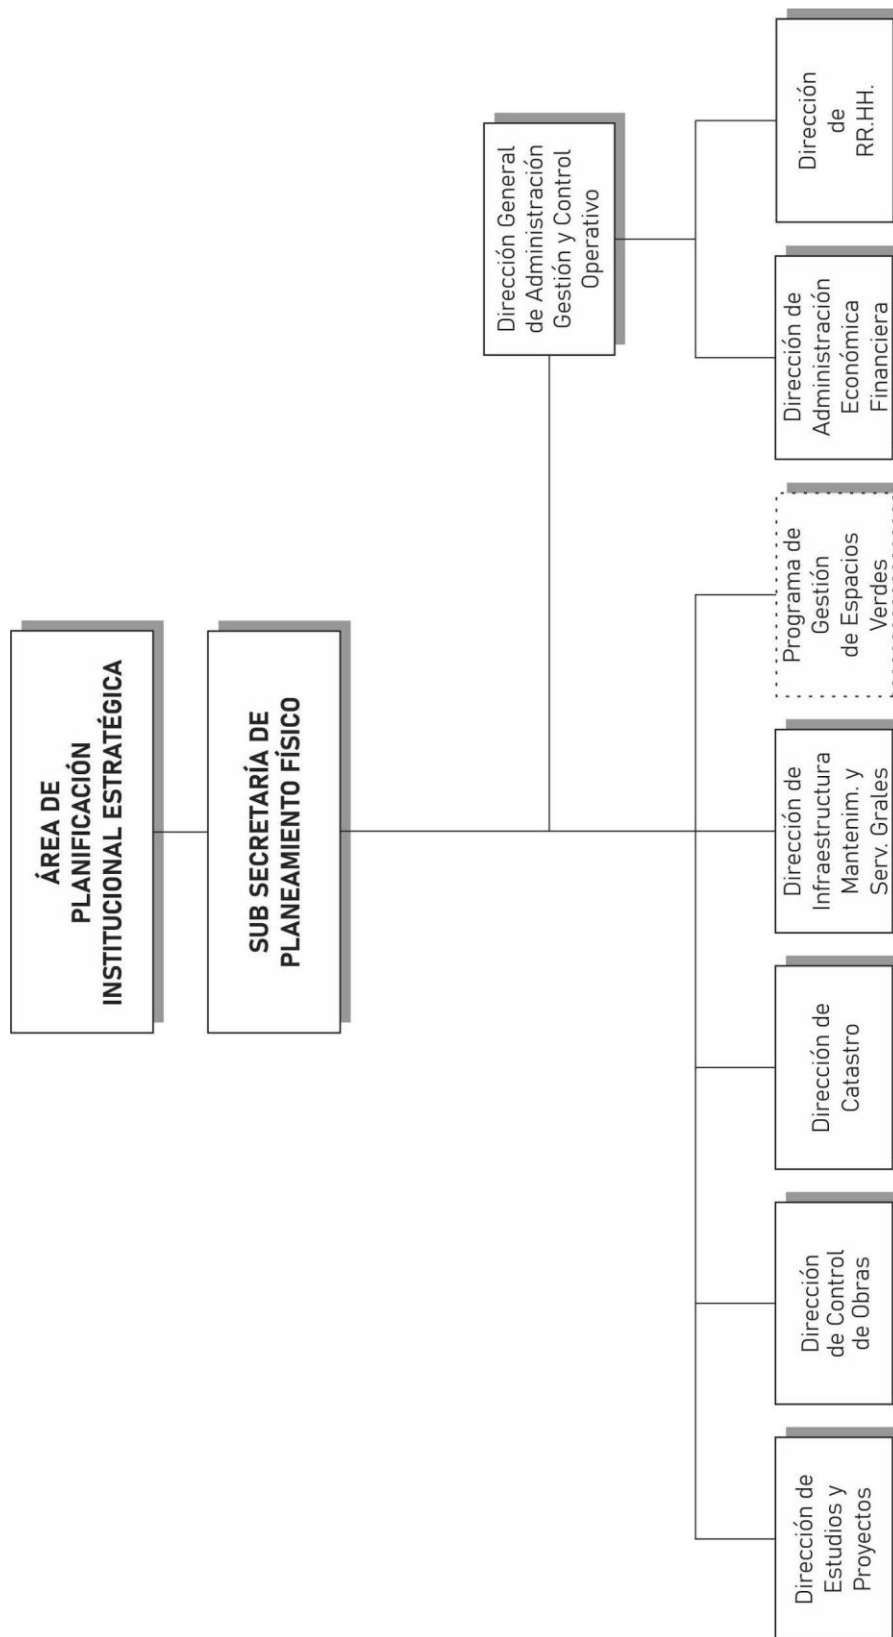 ÁREA DE
PLANIFICACIÓN
INSTITUCIONAL ESTRATÉGICA
SUB SECRETARÍA DE
PLANEAMIENTO FÍSICO
Dirección General
de Administración
Gestión y Control
Operativo
Dirección de
Estudios y
Proyectos
Dirección
de Control
de Obras
Dirección de
Catastro
Dirección de
Infraestructura
Mantenim. y
Serv. Grales
Programa de
Gestión
de Espacios
Verdes
Dirección de
Administración
Económica
Financiera
Dirección
de
RR.HH.